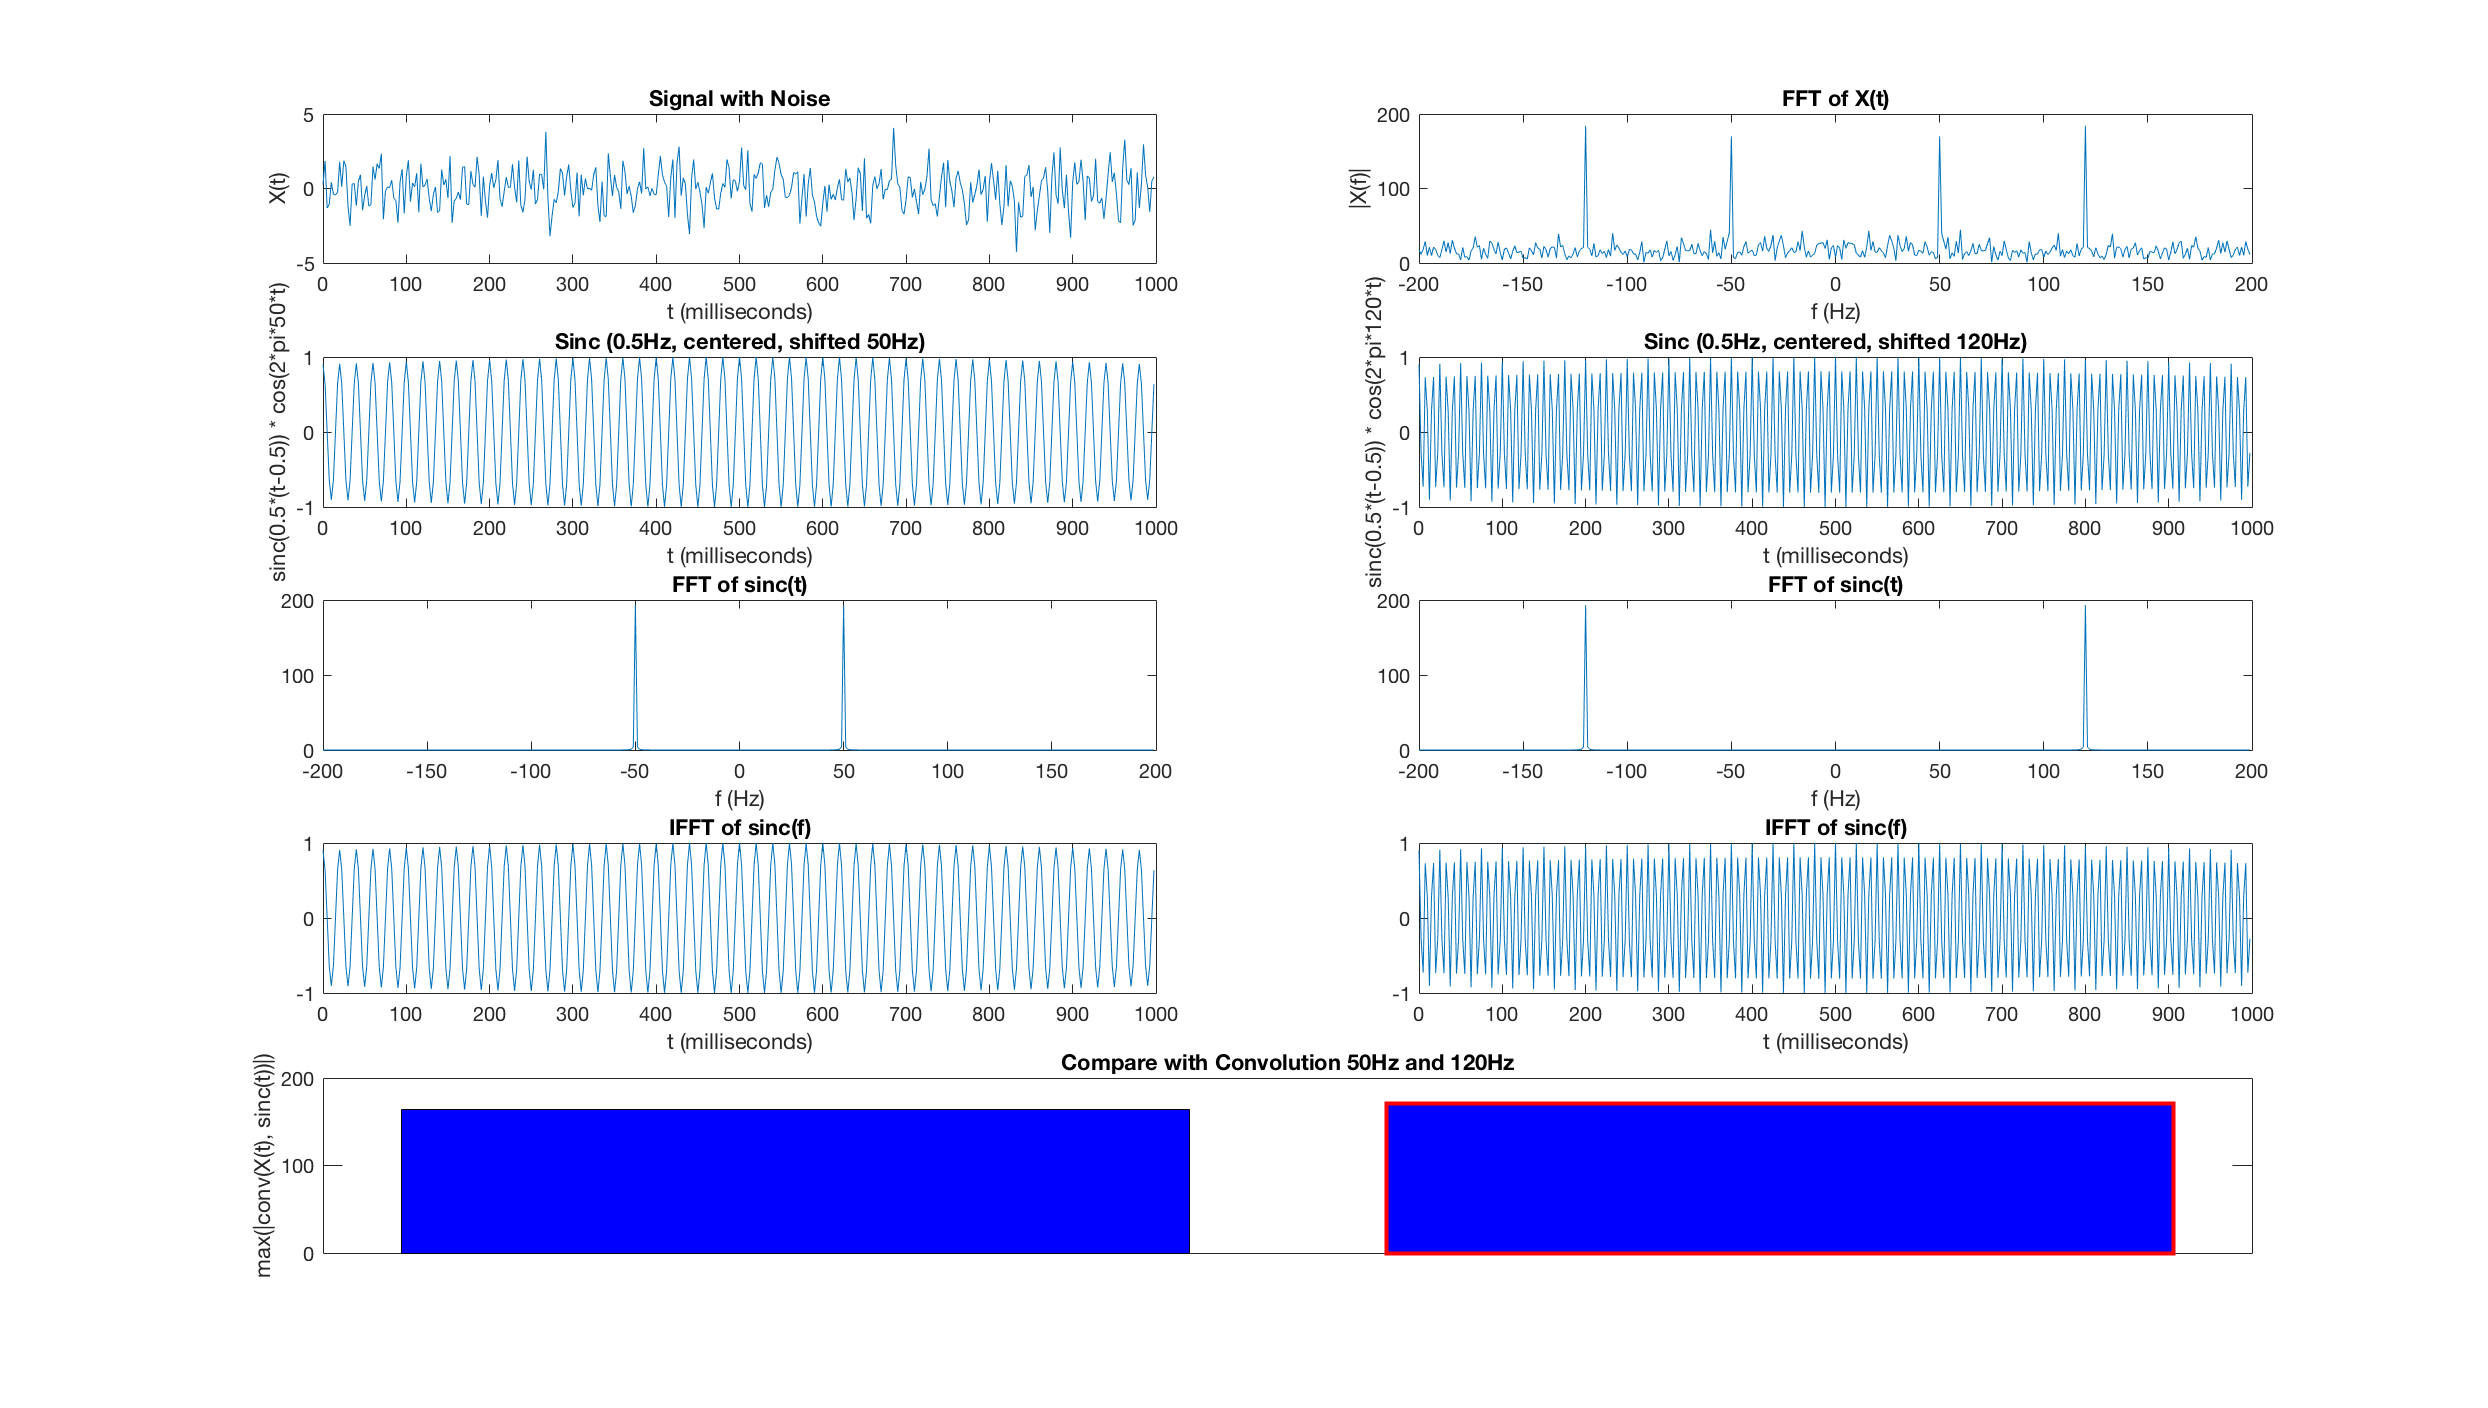 Signal with Noise
X(t)
5
0
-5
0 100 200 300 400 500 600 700 800 900 1000
t (milliseconds)
FFT of X(t)
|X(f)|
200
100
0
-200 -150 -100 -50 0 50 100 150 200
f (Hz)
Sinc (0.5Hz, centered, shifted 50Hz)
sinc(0.5*(t-0.5)) * cos(2*pi*50*t)
1
0
-1
0 100 200 300 400 500 600 700 800 900 1000
t (milliseconds)
Sinc (0.5Hz, centered, shifted 120Hz)
sinc(0.5*(t-0.5)) * cos(2*pi*120*t)
1
0
-1
0 100 200 300 400 500 600 700 800 900 1000
t (milliseconds)
FFT of sinc(t)
200
100
0
-200 -150 -100 -50 0 50 100 150 200
f (Hz)
FFT of sinc(t)
200
100
0
-200 -150 -100 -50 0 50 100 150 200
f (Hz)
IFFT of sinc(f)
1
0
-1
0 100 200 300 400 500 600 700 800 900 1000
t (milliseconds)
IFFT of sinc(f)
1
0
-1
0 100 200 300 400 500 600 700 800 900 1000
t (milliseconds)
Compare with Convolution 50Hz and 120Hz
max(|conv(X(t), sinc(t))|)
200
100
0